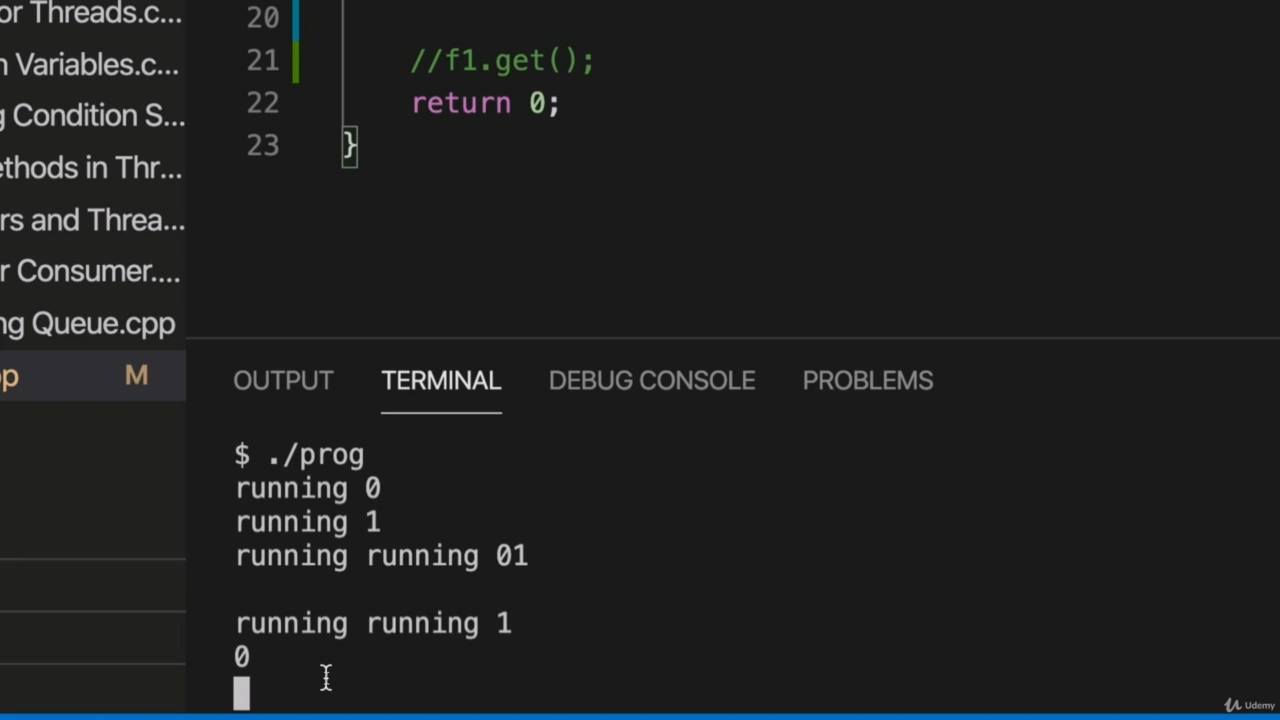 or Threads.c...
n Variables.c...
g Condition S...
ethods in Thr...
rs and Threa...
r Consumer....
ng Queue.cpp
op M
20
21 //f1.get();
22 return 0;
23 }
OUTPUT TERMINAL DEBUG CONSOLE PROBLEMS
$ ./prog
running 0
running 1
running running 01
running running 1
0
Udemy